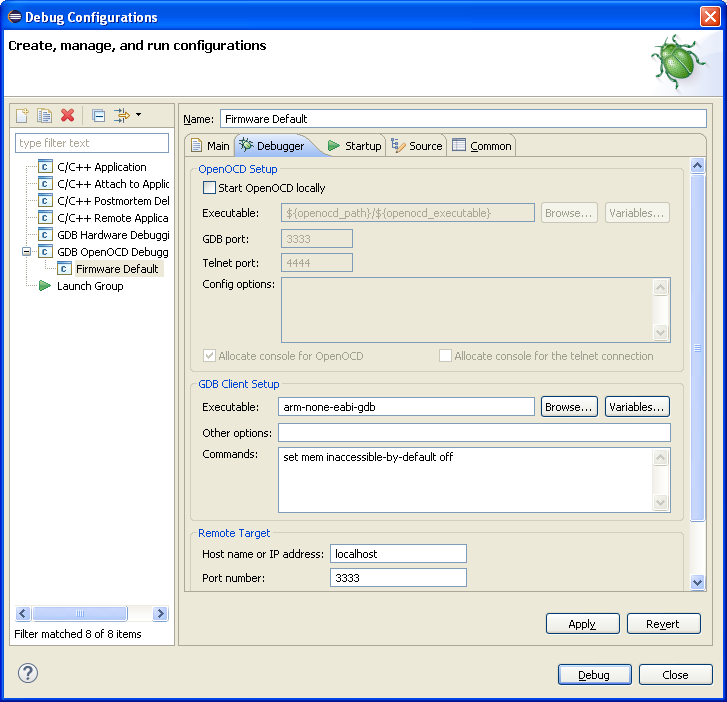 Debug Configurations
Create, manage, and run configurations
type filter text
C/C++ Application
C/C++ Attach to Applic
C/C++ Postmortem Del
C/C++ Remote Applica
GDB Hardware Debuggi
GDB OpenOCD Debugg
Firmware Default
Launch Group
Filter matched 8 of 8 items
Name: Firmware Default
Main Debugger Startup Source Common
OpenOCD Setup
Start OpenOCD locally
Executable: ${openocd_path}/${openocd_executable} Browse... Variables...
GDB port: 3333
Telnet port: 4444
Config options:
Allocate console for OpenOCD Allocate console for the telnet connection
GDB Client Setup
Executable: arm-none-eabi-gdb Browse... Variables...
Other options:
Commands: set mem inaccessible-by-default off
Remote Target
Host name or IP address: localhost
Port number: 3333
Apply Revert
? Debug Close